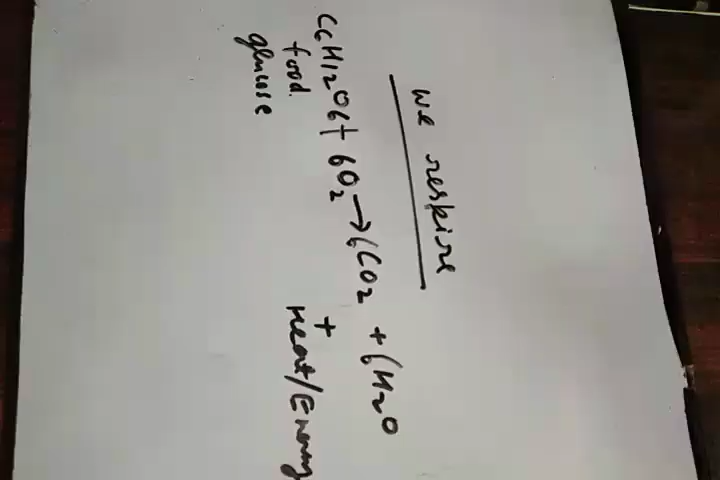 we respire
C6H12O6 + 6O2 → 6CO2 + 6H2O
food. + Heat/Energy
glucose